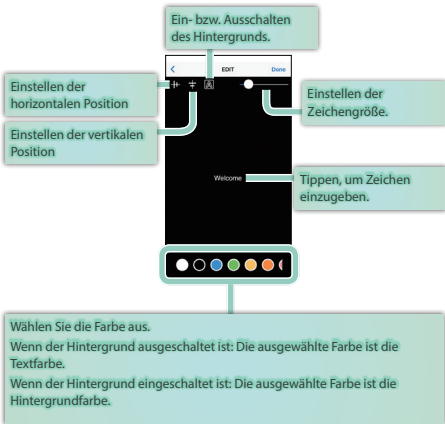 Ein- bzw. Ausschalten
des Hintergrunds.
EDIT
Done
Einstellen der
horizontalen Position
Einstellen der
Zeichengröße.
Einstellen der vertikalen
Position
Welcome
Tippen, um Zeichen
einzugeben.
Wählen Sie die Farbe aus.
Wenn der Hintergrund ausgeschaltet ist: Die ausgewählte Farbe ist die
Textfarbe.
Wenn der Hintergrund eingeschaltet ist: Die ausgewählte Farbe ist die
Hintergrundfarbe.